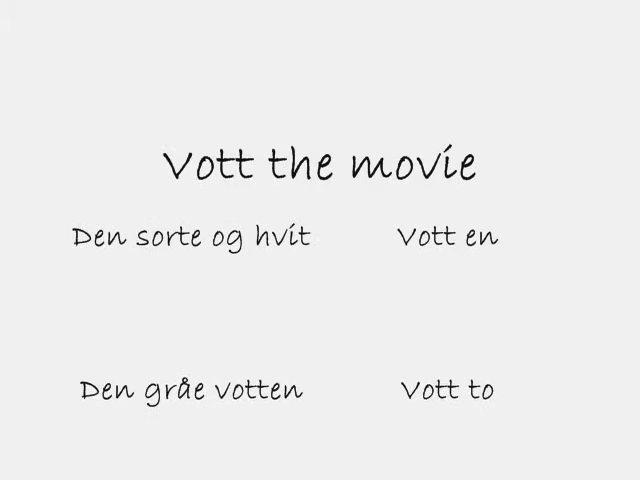 Vott the movie
Den sorte og hvit Vott en
Den gråe votten Vott to